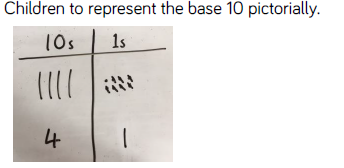 Children to represent the base 10 pictorially.
10s 1s
4 1